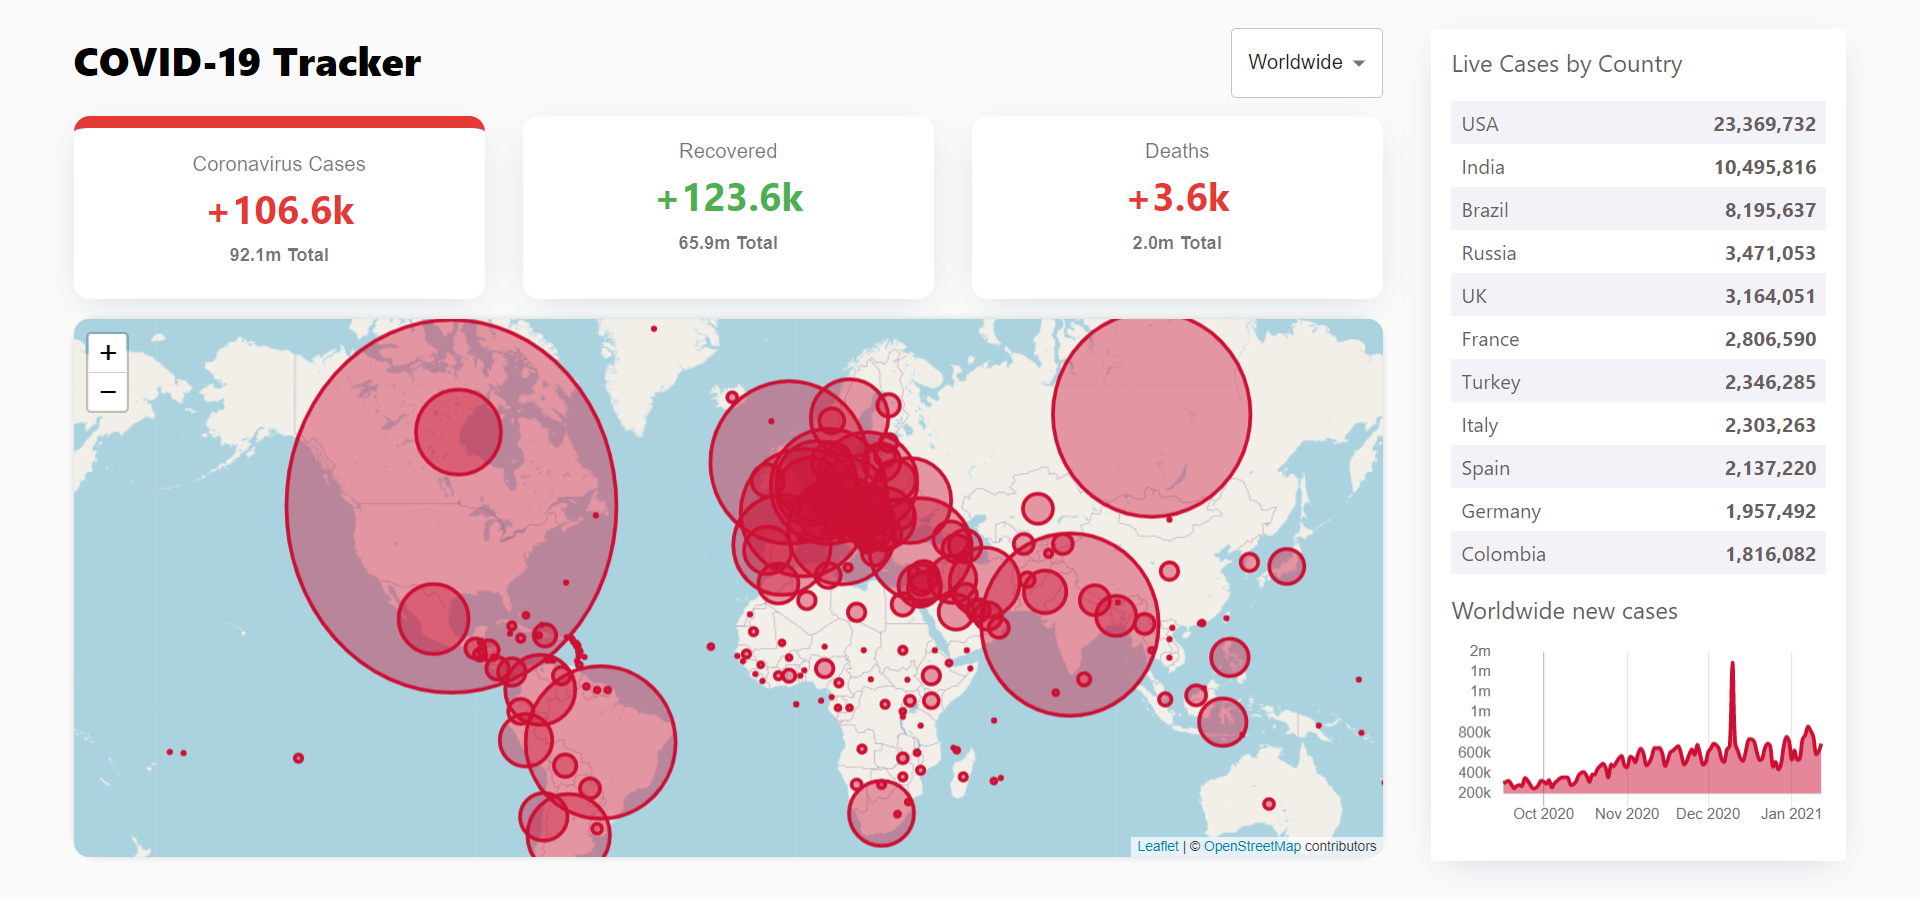 COVID-19 Tracker
Worldwide
Coronavirus Cases
+106.6k
92.1m Total
Recovered
+123.6k
65.9m Total
Deaths
+3.6k
2.0m Total
+
−
Leaflet | © OpenStreetMap contributors
Live Cases by Country
USA 23,369,732
India 10,495,816
Brazil 8,195,637
Russia 3,471,053
UK 3,164,051
France 2,806,590
Turkey 2,346,285
Italy 2,303,263
Spain 2,137,220
Germany 1,957,492
Colombia 1,816,082
Worldwide new cases
2m
1m
1m
1m
800k
600k
400k
200k
Oct 2020 Nov 2020 Dec 2020 Jan 2021